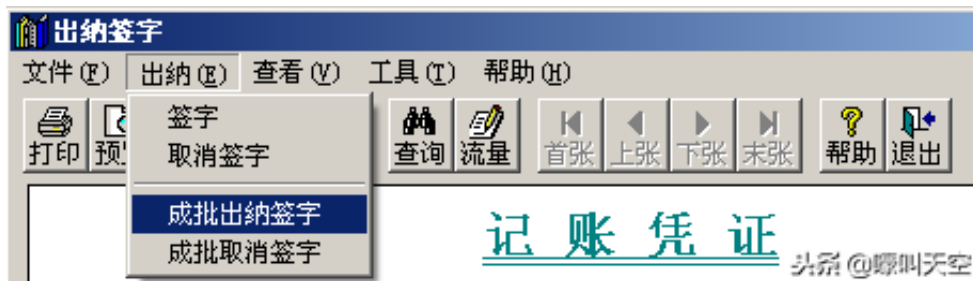 出纳签字
文件(F) 出纳(E) 查看(V) 工具(T) 帮助(H)
打印 查询 流量 首张 上张 下张 末张 帮助 退出
签字
取消签字
成批出纳签字
成批取消签字
记账凭证
头条 @嚎叫天空